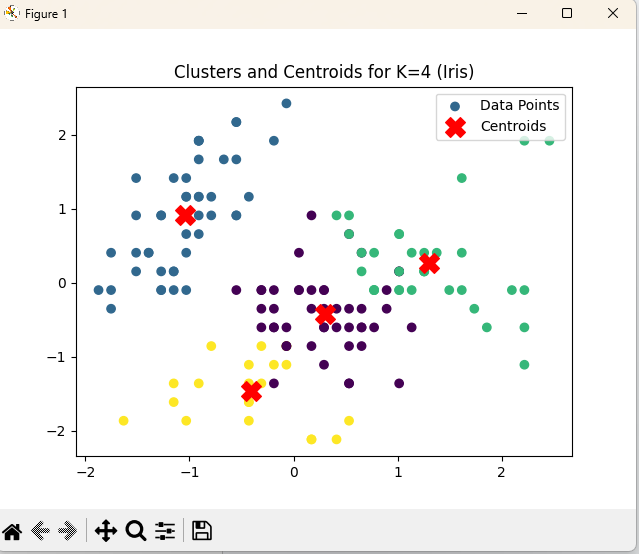 Figure 1
Clusters and Centroids for K=4 (Iris)
Data Points
Centroids
2
1
0
−1
−2
−2
−1
0
1
2